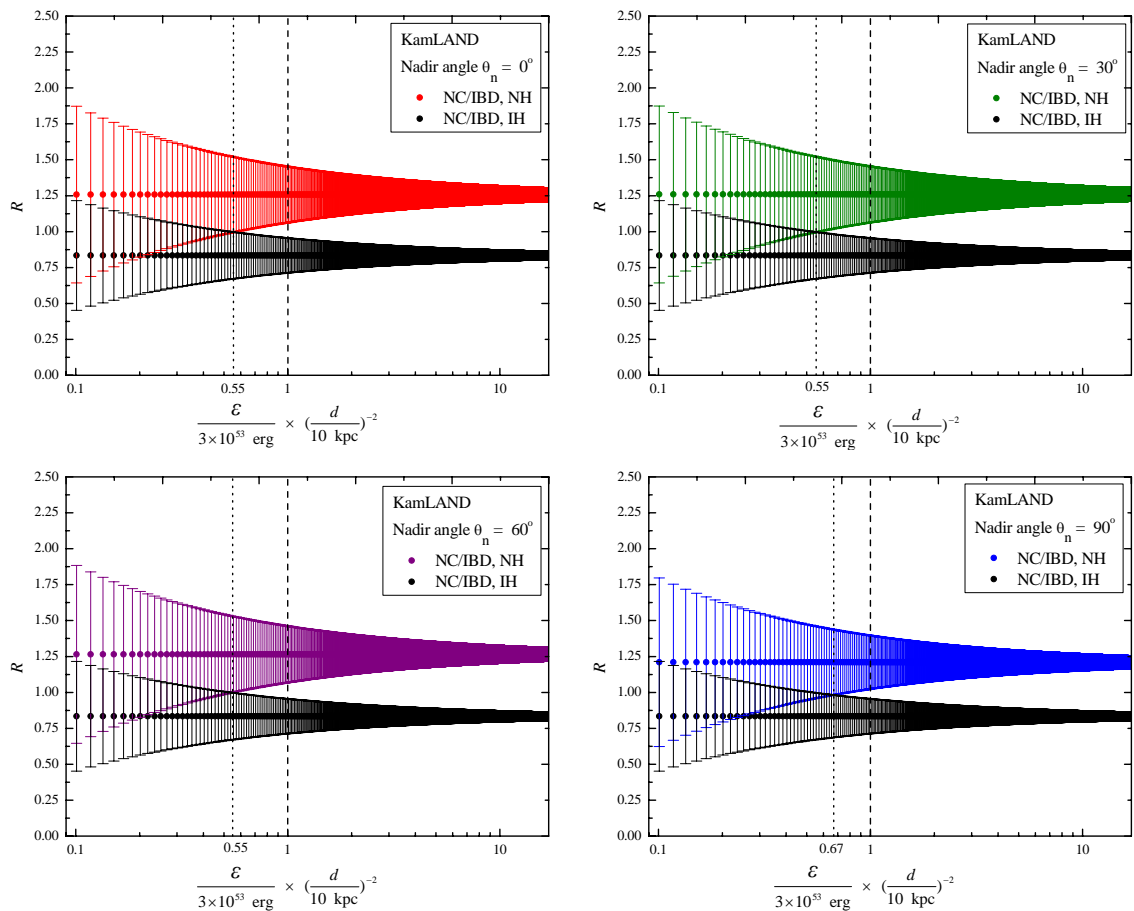 2.50
2.25
2.00
1.75
1.50
1.25
1.00
0.75
0.50
0.25
0.00
R
KamLAND
Nadir angle θ_n = 0°
NC/IBD, NH
NC/IBD, IH
0.1
0.55
1
10
ε / 3×10^53 erg × (d / 10 kpc)^−2
2.50
2.25
2.00
1.75
1.50
1.25
1.00
0.75
0.50
0.25
0.00
R
KamLAND
Nadir angle θ_n = 30°
NC/IBD, NH
NC/IBD, IH
0.1
0.55
1
10
ε / 3×10^53 erg × (d / 10 kpc)^−2
2.50
2.25
2.00
1.75
1.50
1.25
1.00
0.75
0.50
0.25
0.00
R
KamLAND
Nadir angle θ_n = 60°
NC/IBD, NH
NC/IBD, IH
0.1
0.55
1
10
ε / 3×10^53 erg × (d / 10 kpc)^−2
2.50
2.25
2.00
1.75
1.50
1.25
1.00
0.75
0.50
0.25
0.00
R
KamLAND
Nadir angle θ_n = 90°
NC/IBD, NH
NC/IBD, IH
0.1
0.67
1
10
ε / 3×10^53 erg × (d / 10 kpc)^−2